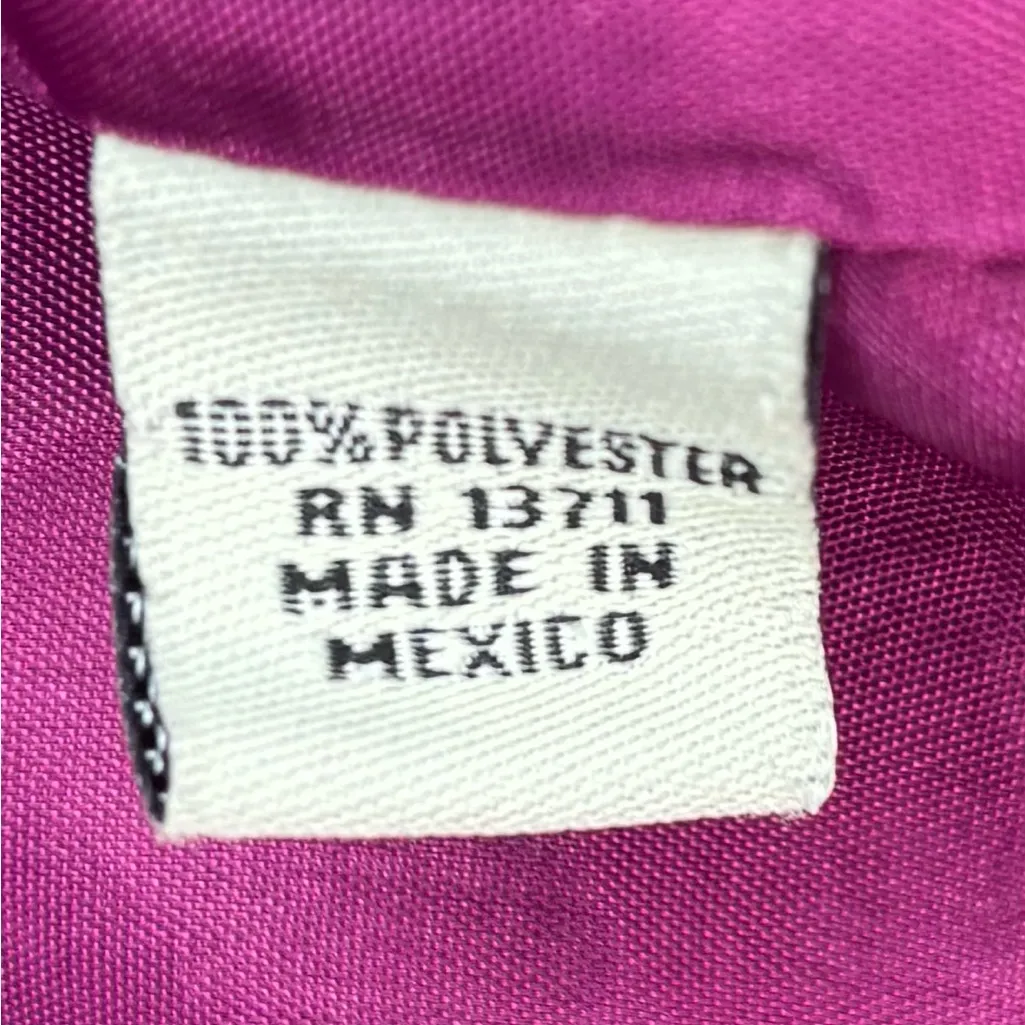 100% POLYESTER
RN 13711
MADE IN
MEXICO